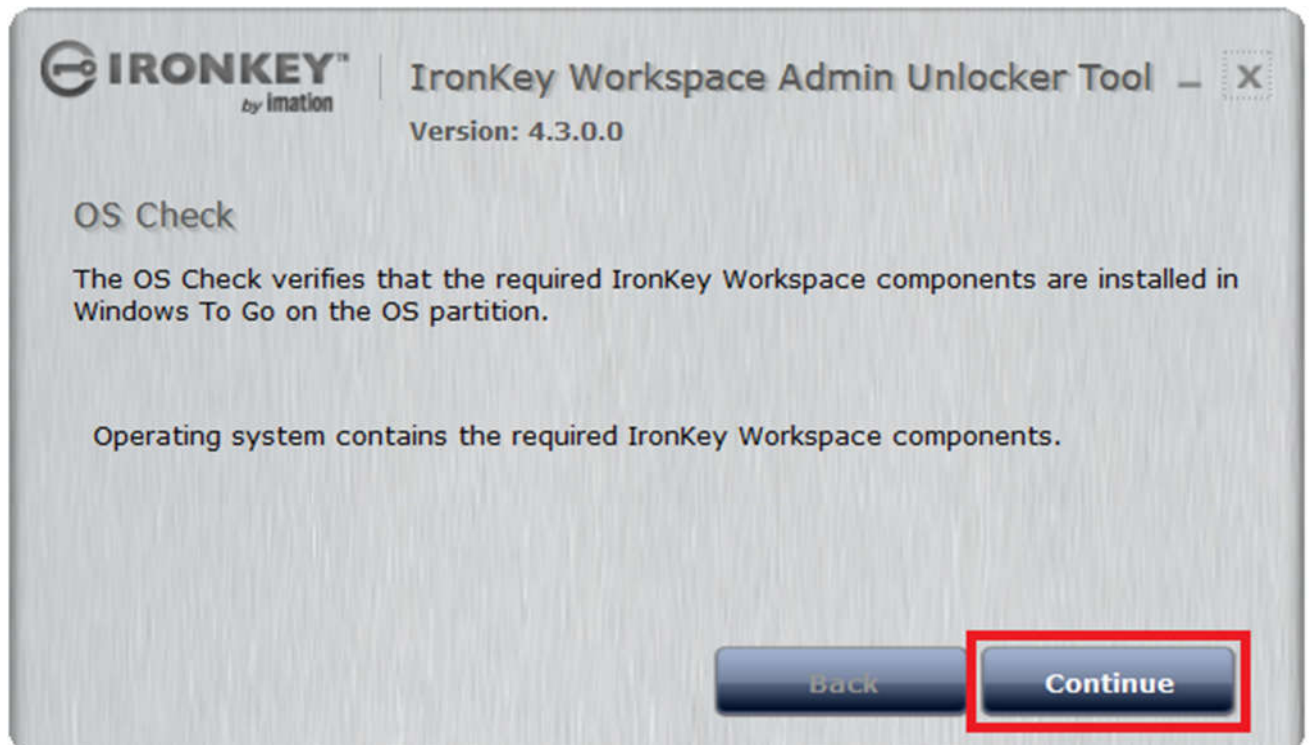 IRONKEY™
by imation
IronKey Workspace Admin Unlocker Tool – X
Version: 4.3.0.0
OS Check
The OS Check verifies that the required IronKey Workspace components are installed in
Windows To Go on the OS partition.
Operating system contains the required IronKey Workspace components.
Back Continue